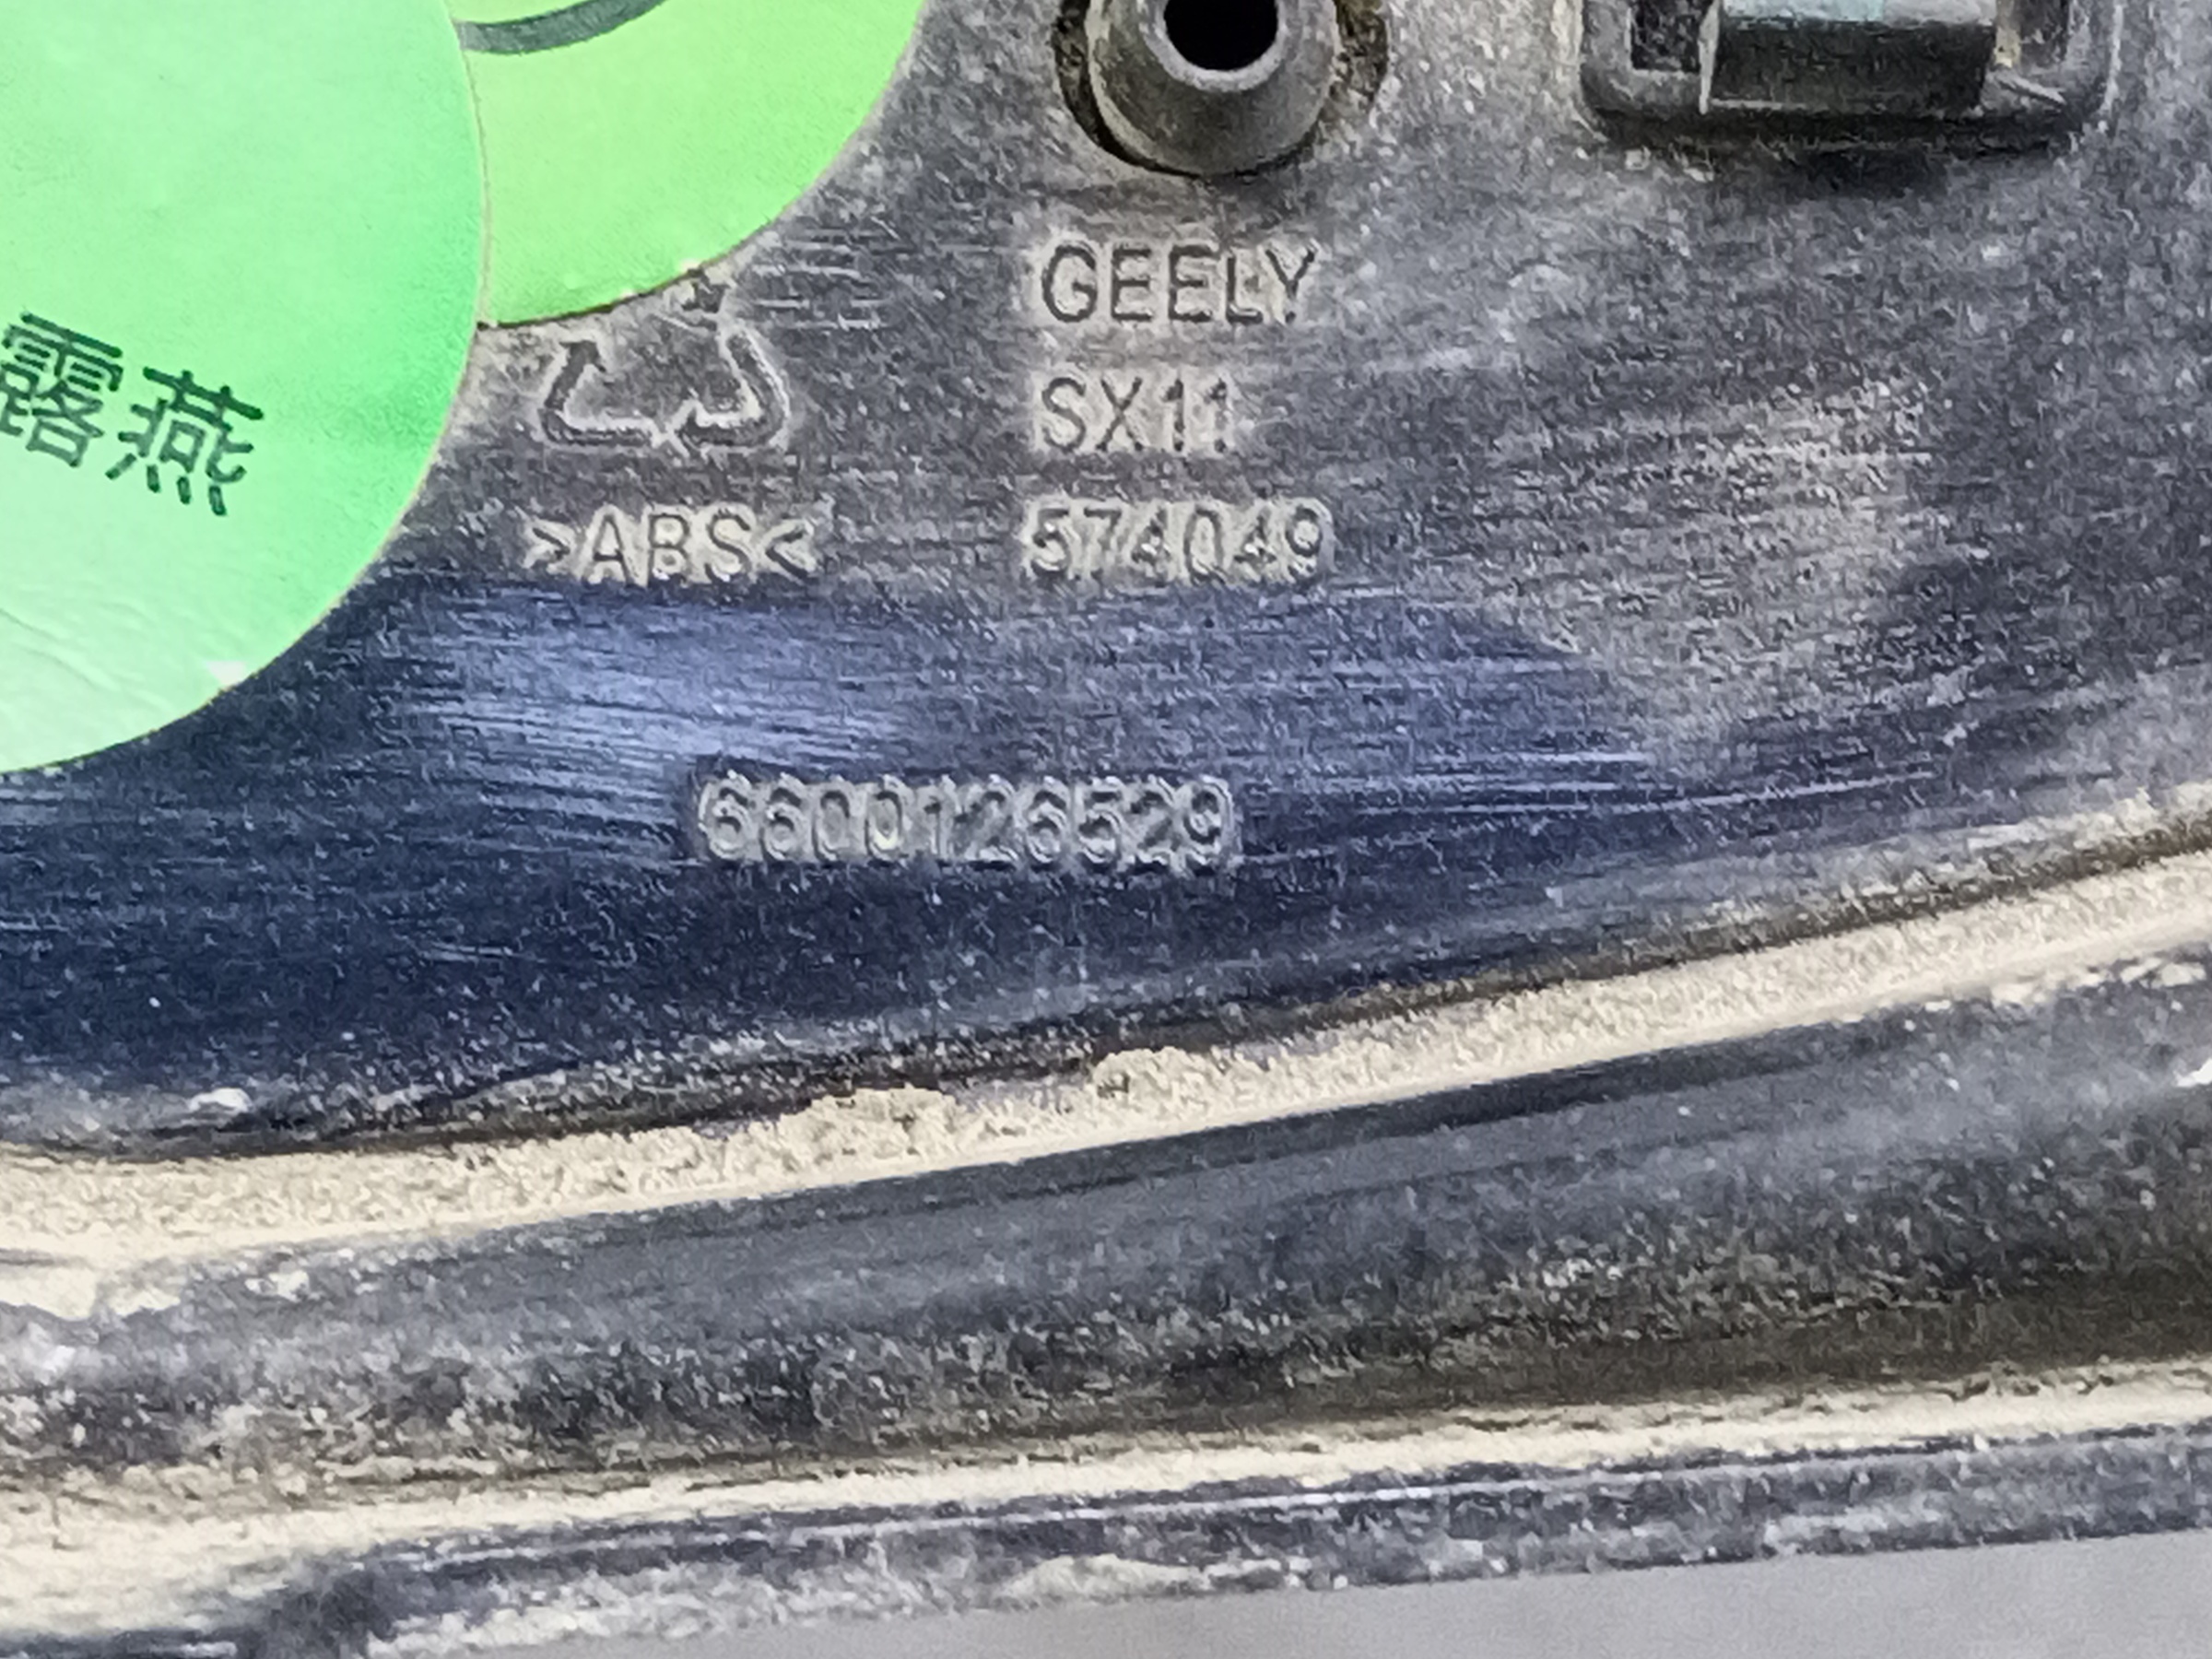 GEELY
SX11
露燕
>ABS<
574049
6600126529